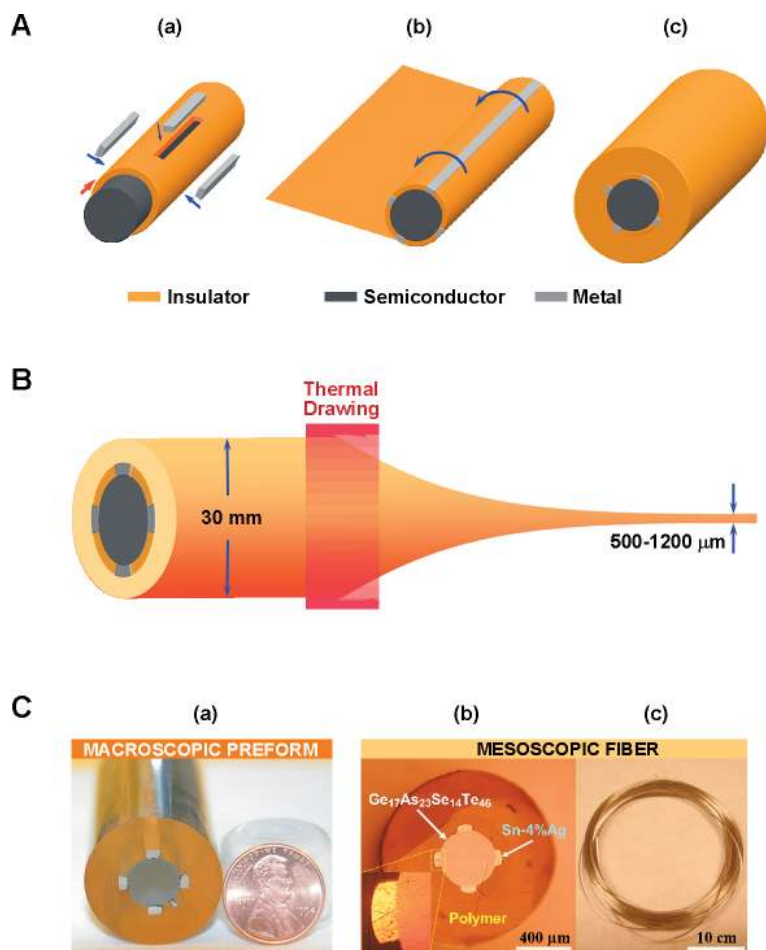 A
(a)
(b)
(c)
Insulator
Semiconductor
Metal
B
Thermal
Drawing
30 mm
500-1200 μm
C
(a)
(b)
(c)
MACROSCOPIC PREFORM
MESOSCOPIC FIBER
Ge₁₇As₂₃Se₁₄Te₄₆
Sn-4%Ag
Polymer
400 μm
10 cm